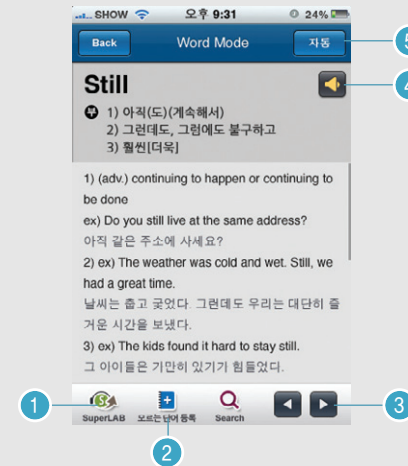 SHOW 오후 9:31 24%
Back Word Mode 자동
5
Still
4
부 1) 아직(도)(계속해서)
2) 그런데도, 그럼에도 불구하고
3) 훨씬[더욱]
1) (adv.) continuing to happen or continuing to
be done
ex) Do you still live at the same address?
아직 같은 주소에 사세요?
2) ex) The weather was cold and wet. Still, we
had a great time.
날씨는 춥고 궂었다. 그런데도 우리는 대단히 즐
거운 시간을 보냈다.
3) ex) The kids found it hard to stay still.
그 아이들은 가만히 있기가 힘들었다.
1 SuperLAB 모르는 단어 등록 Search 3
2